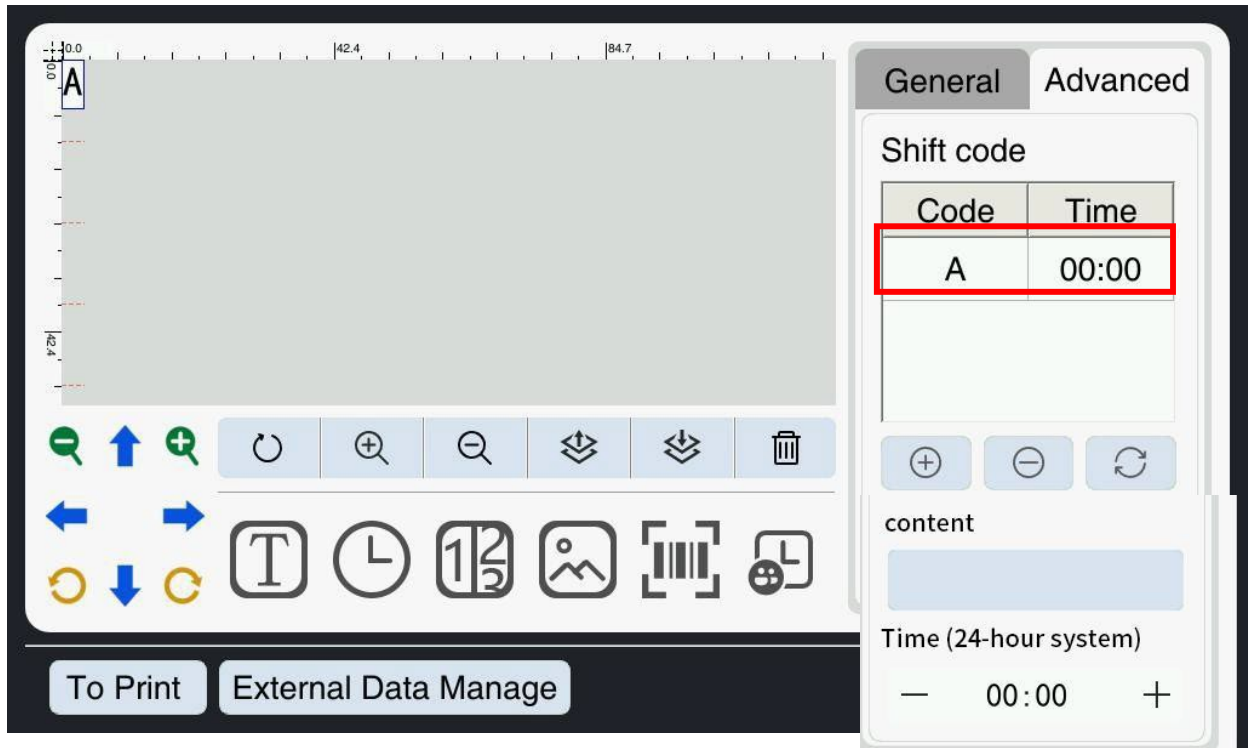 0.0 42.4 84.7
0.0
A
42.4
General Advanced
Shift code
Code Time
A 00:00
content
Time (24-hour system)
— 00:00 +
T 123
To Print External Data Manage